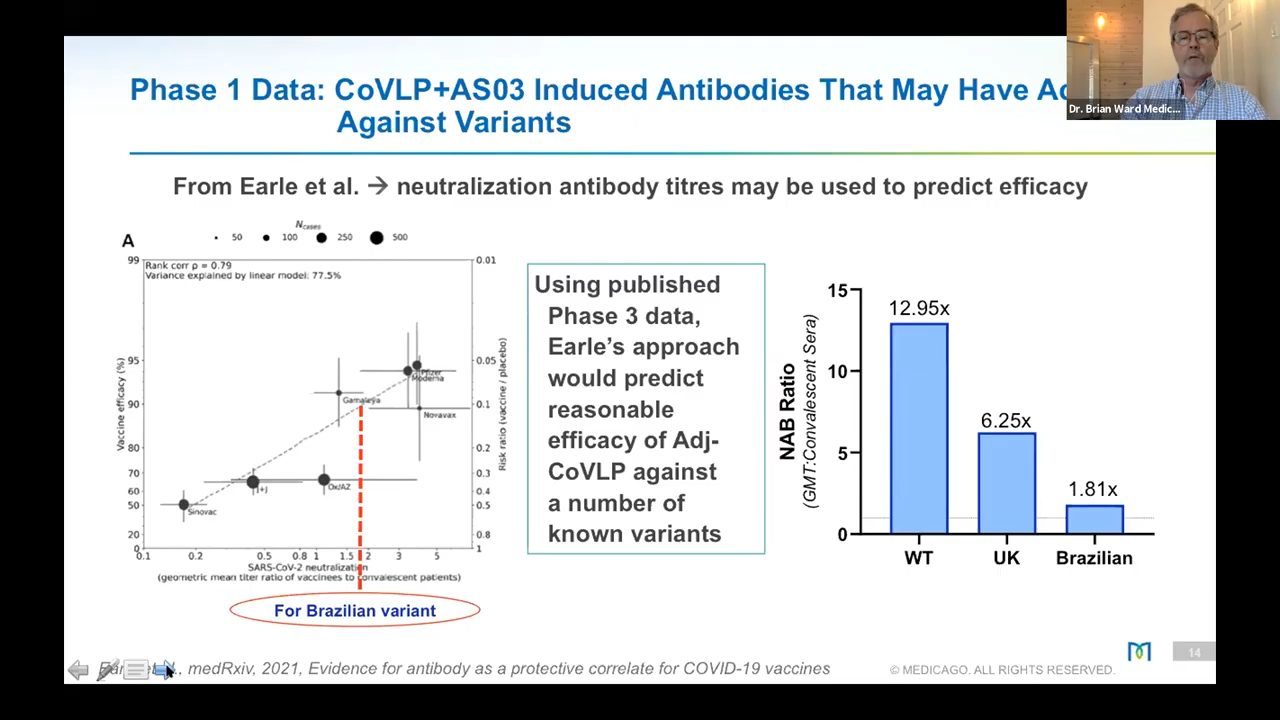 Phase 1 Data: CoVLP+AS03 Induced Antibodies That May Have
Against Variants
Dr. Brian Ward Medic...
From Earle et al. → neutralization antibody titres may be used to predict efficacy
A
Ncases
50 100 250 500
Rank corr ρ = 0.79
Variance explained by linear model: 77.5%
99
95
90
80
70
60
50
20
0
Vaccine efficacy (%)
0.01
0.05
0.1
0.2
0.3
0.4
0.5
0.8
1
Risk ratio (vaccine / placebo)
Pfizer
Moderna
Gamaleya
Novavax
J+J
Ox/AZ
Sinovac
0.1 0.2 0.5 0.8 1 1.5 2 3 5
SARS-CoV-2 neutralization
(geometric mean titer ratio of vaccinees to convalescent patients)
For Brazilian variant
Using published
Phase 3 data,
Earle's approach
would predict
reasonable
efficacy of Adj-
CoVLP against
a number of
known variants
NAB Ratio
(GMT:Convalescent Sera)
15
10
5
0
12.95x
6.25x
1.81x
WT UK Brazilian
medRxiv, 2021, Evidence for antibody as a protective correlate for COVID-19 vaccines
© MEDICAGO. ALL RIGHTS RESERVED.
14